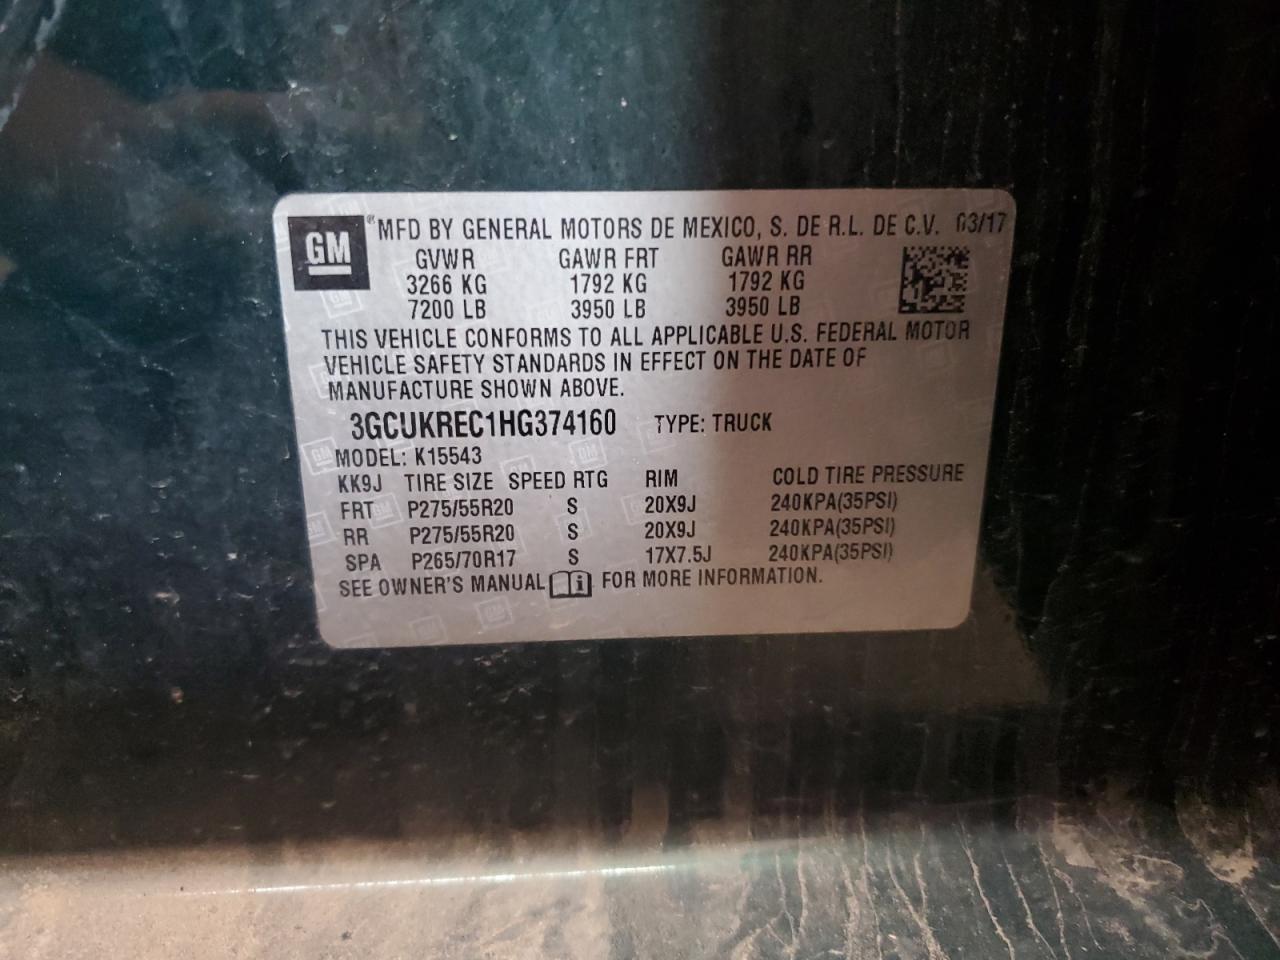 GM ® MFD BY GENERAL MOTORS DE MEXICO, S. DE R.L. DE C.V. 03/17
GVWR GAWR FRT GAWR RR
3266 KG 1792 KG 1792 KG
7200 LB 3950 LB 3950 LB
THIS VEHICLE CONFORMS TO ALL APPLICABLE U.S. FEDERAL MOTOR
VEHICLE SAFETY STANDARDS IN EFFECT ON THE DATE OF
MANUFACTURE SHOWN ABOVE.
3GCUKREC1HG374160 TYPE: TRUCK
MODEL: K15543
KK9J TIRE SIZE SPEED RTG RIM COLD TIRE PRESSURE
FRT P275/55R20 S 20X9J 240KPA(35PSI)
RR P275/55R20 S 20X9J 240KPA(35PSI)
SPA P265/70R17 S 17X7.5J 240KPA(35PSI)
SEE OWNER'S MANUAL i FOR MORE INFORMATION.